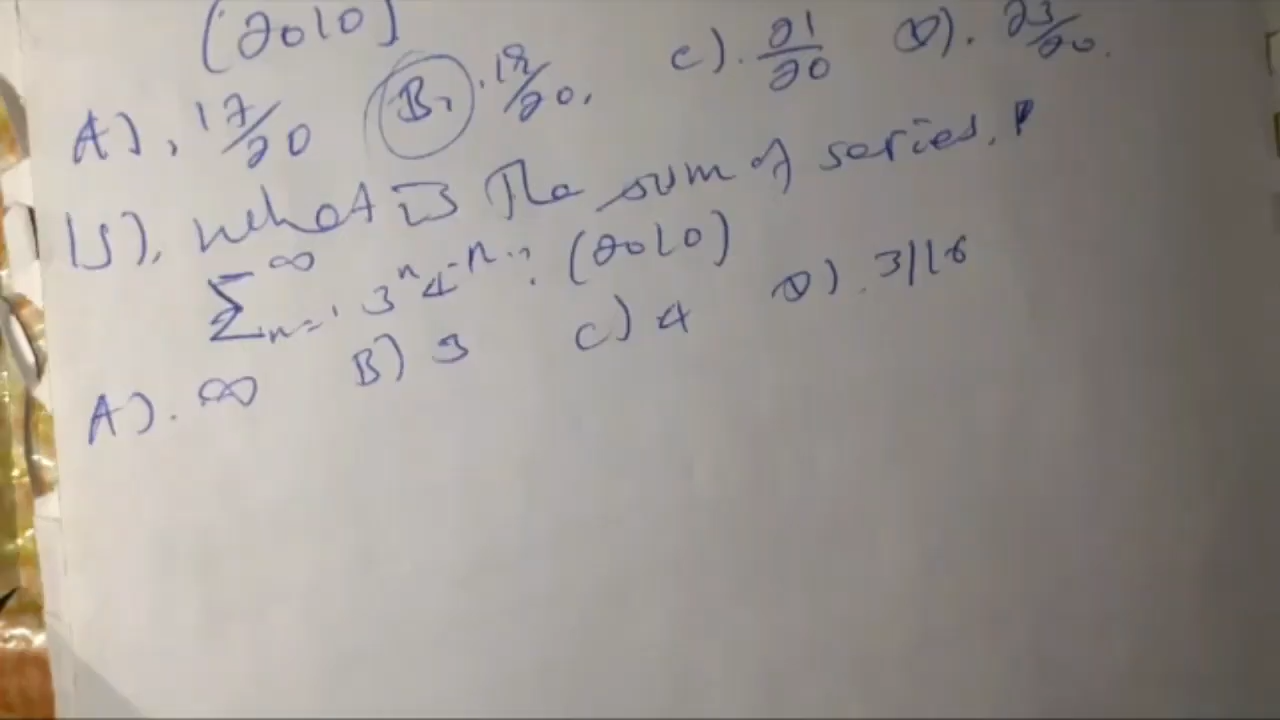 (2010)
A). 17/20 B. 19/20. C). 21/20 D). 23/20.
15). What is The sum of series.
∑n=1^∞ 3^n 4^-n ? (2010)
A). ∞ B) 3 C) 4 D). 3/16